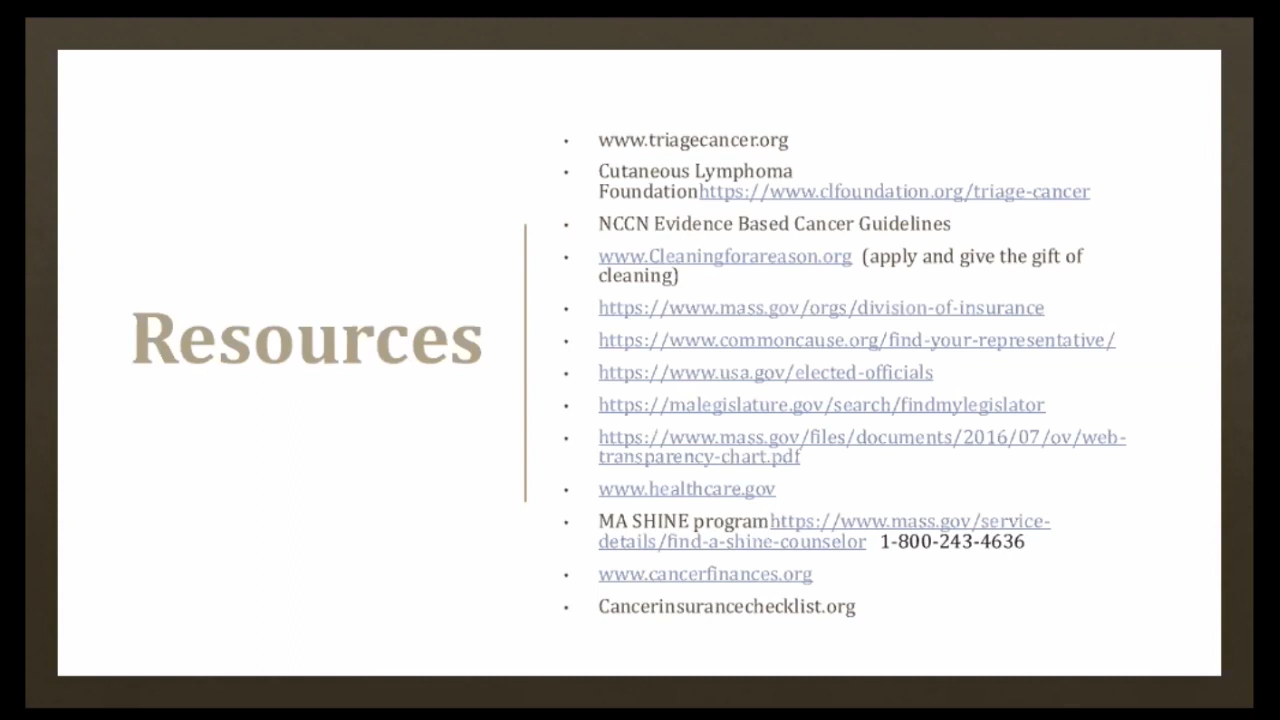 Resources
www.triagecancer.org
Cutaneous Lymphoma
Foundationhttps://www.clfoundation.org/triage-cancer
NCCN Evidence Based Cancer Guidelines
www.Cleaningforareason.org (apply and give the gift of
cleaning)
https://www.mass.gov/orgs/division-of-insurance
https://www.commoncause.org/find-your-representative/
https://www.usa.gov/elected-officials
https://malegislature.gov/search/findmylegislator
https://www.mass.gov/files/documents/2016/07/ov/web-
transparency-chart.pdf
www.healthcare.gov
MA SHINE programhttps://www.mass.gov/service-
details/find-a-shine-counselor 1-800-243-4636
www.cancerfinances.org
Cancerinsurancechecklist.org